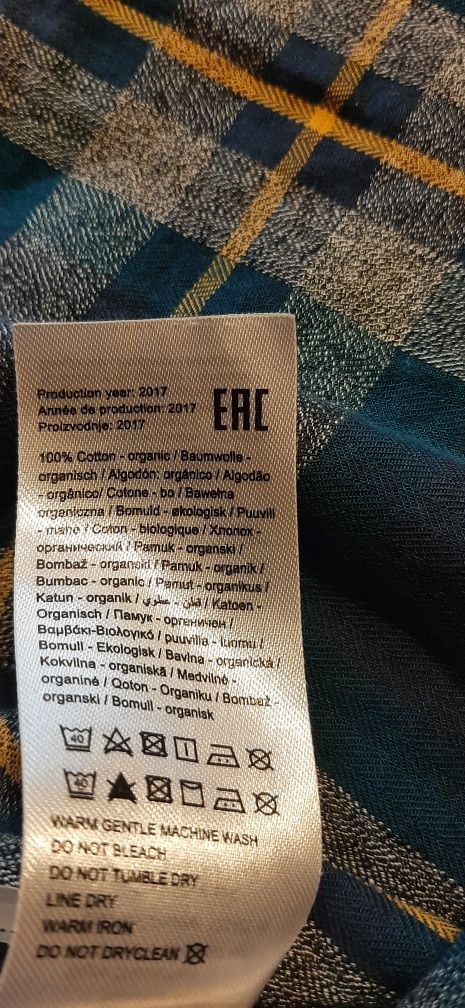 Production year: 2017
Année de production: 2017
Proizvodnje: 2017
EAC
100% Cotton - organic / Baumwolle -
organisch / Algodón: orgánico / Algodão
- orgânico/ Cotone - bo / Bawełna
organiczna / Bomuld - økologisk / Puuvill
- mahe / Coton - biologique / Хлопок -
органический / Pamuk - organski /
Bombaž - organski / Pamuk - organik /
Bumbac - organic / Pamut - organikus /
Katun - organik / قطن - عضوي / Katoen -
Organisch / Памук - органичен /
Βαμβάκι-Βιολογικό / puuvilla - luomu /
Bomull - Ekologisk / Bavlna - organická /
Kokvilna - organiskā / Medvilnė -
organinė / Qoton - Organiku / Bombaž -
organski / Bomull - organisk
40
40
WARM GENTLE MACHINE WASH
DO NOT BLEACH
DO NOT TUMBLE DRY
LINE DRY
WARM IRON
DO NOT DRYCLEAN